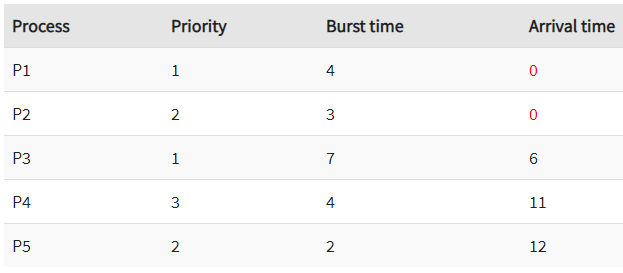 Process Priority Burst time Arrival time
P1 1 4 0
P2 2 3 0
P3 1 7 6
P4 3 4 11
P5 2 2 12